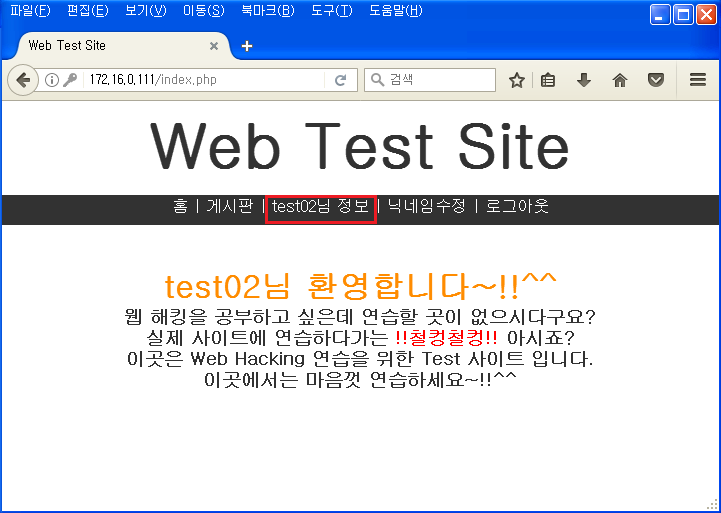 파일(F) 편집(E) 보기(V) 이동(S) 북마크(B) 도구(T) 도움말(H)
Web Test Site
172.16.0.111/index.php 검색
Web Test Site
홈 | 게시판 | test02님 정보 | 닉네임수정 | 로그아웃
test02님 환영합니다~!!^^
웹 해킹을 공부하고 싶은데 연습할 곳이 없으시다구요?
실제 사이트에 연습하다가는 !!철컹철컹!! 아시죠?
이곳은 Web Hacking 연습을 위한 Test 사이트 입니다.
이곳에서는 마음껏 연습하세요~!!^^